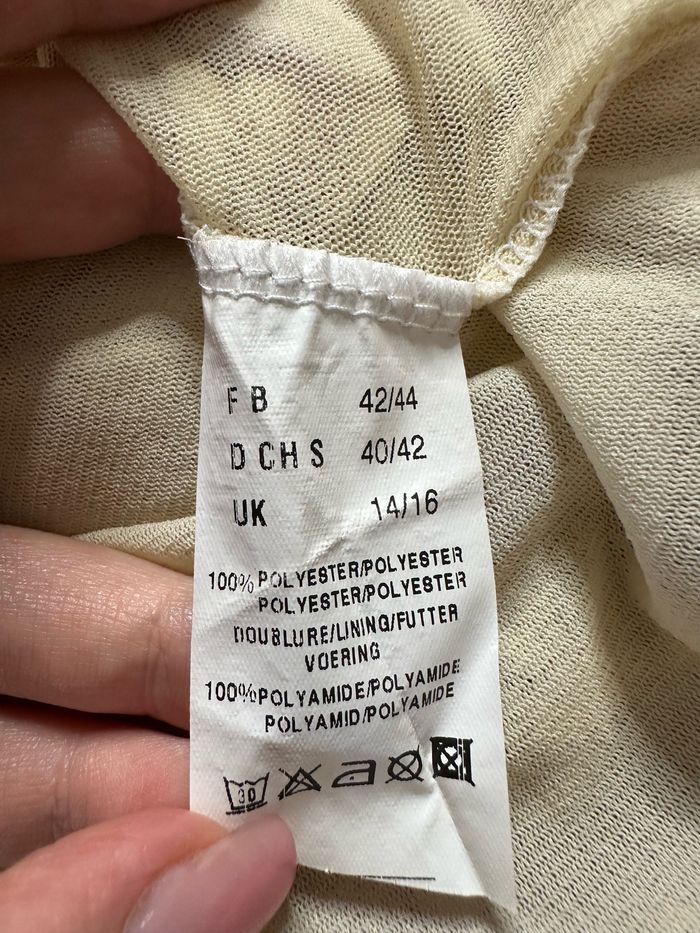 F B 42/44
D CH S 40/42
UK 14/16
100% POLYESTER/POLYESTER
POLYESTER/POLYESTER
DOUBLURE/LINING/FUTTER
VOERING
100% POLYAMIDE/POLYAMIDE
POLYAMID/POLYAMIDE
30